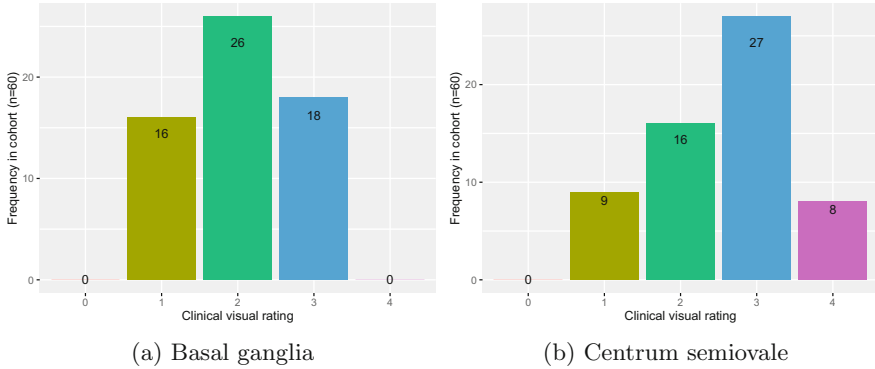 Frequency in cohort (n=60)
20
10
0
0
16
26
18
0
0 1 2 3 4
Clinical visual rating
(a) Basal ganglia
Frequency in cohort (n=60)
20
10
0
0
9
16
27
8
0 1 2 3 4
Clinical visual rating
(b) Centrum semiovale